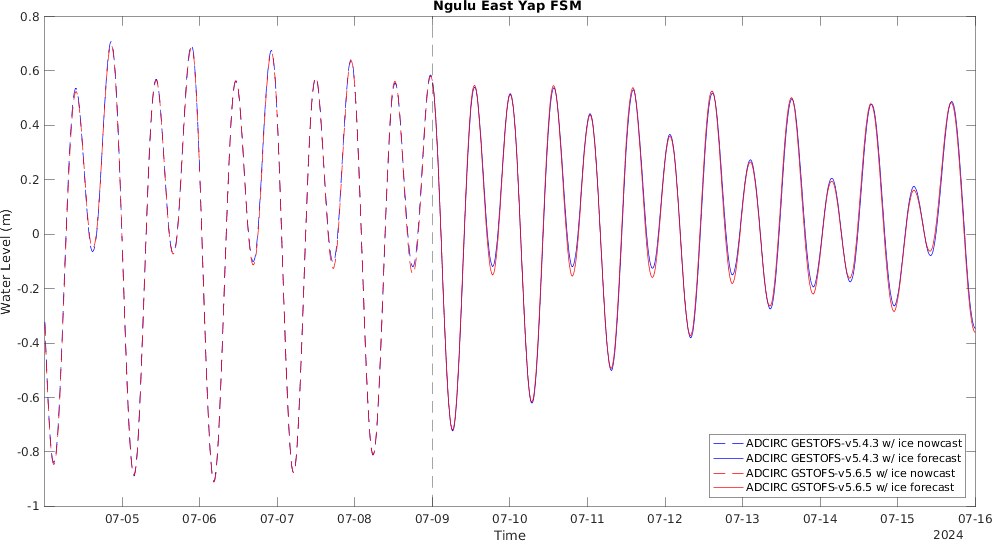 Ngulu East Yap FSM
0.8
0.6
0.4
0.2
0
-0.2
-0.4
-0.6
-0.8
-1
Water Level (m)
ADCIRC GESTOFS-v5.4.3 w/ ice nowcast
ADCIRC GESTOFS-v5.4.3 w/ ice forecast
ADCIRC GSTOFS-v5.6.5 w/ ice nowcast
ADCIRC GSTOFS-v5.6.5 w/ ice forecast
07-05 07-06 07-07 07-08 07-09 07-10 07-11 07-12 07-13 07-14 07-15 07-16
Time
2024